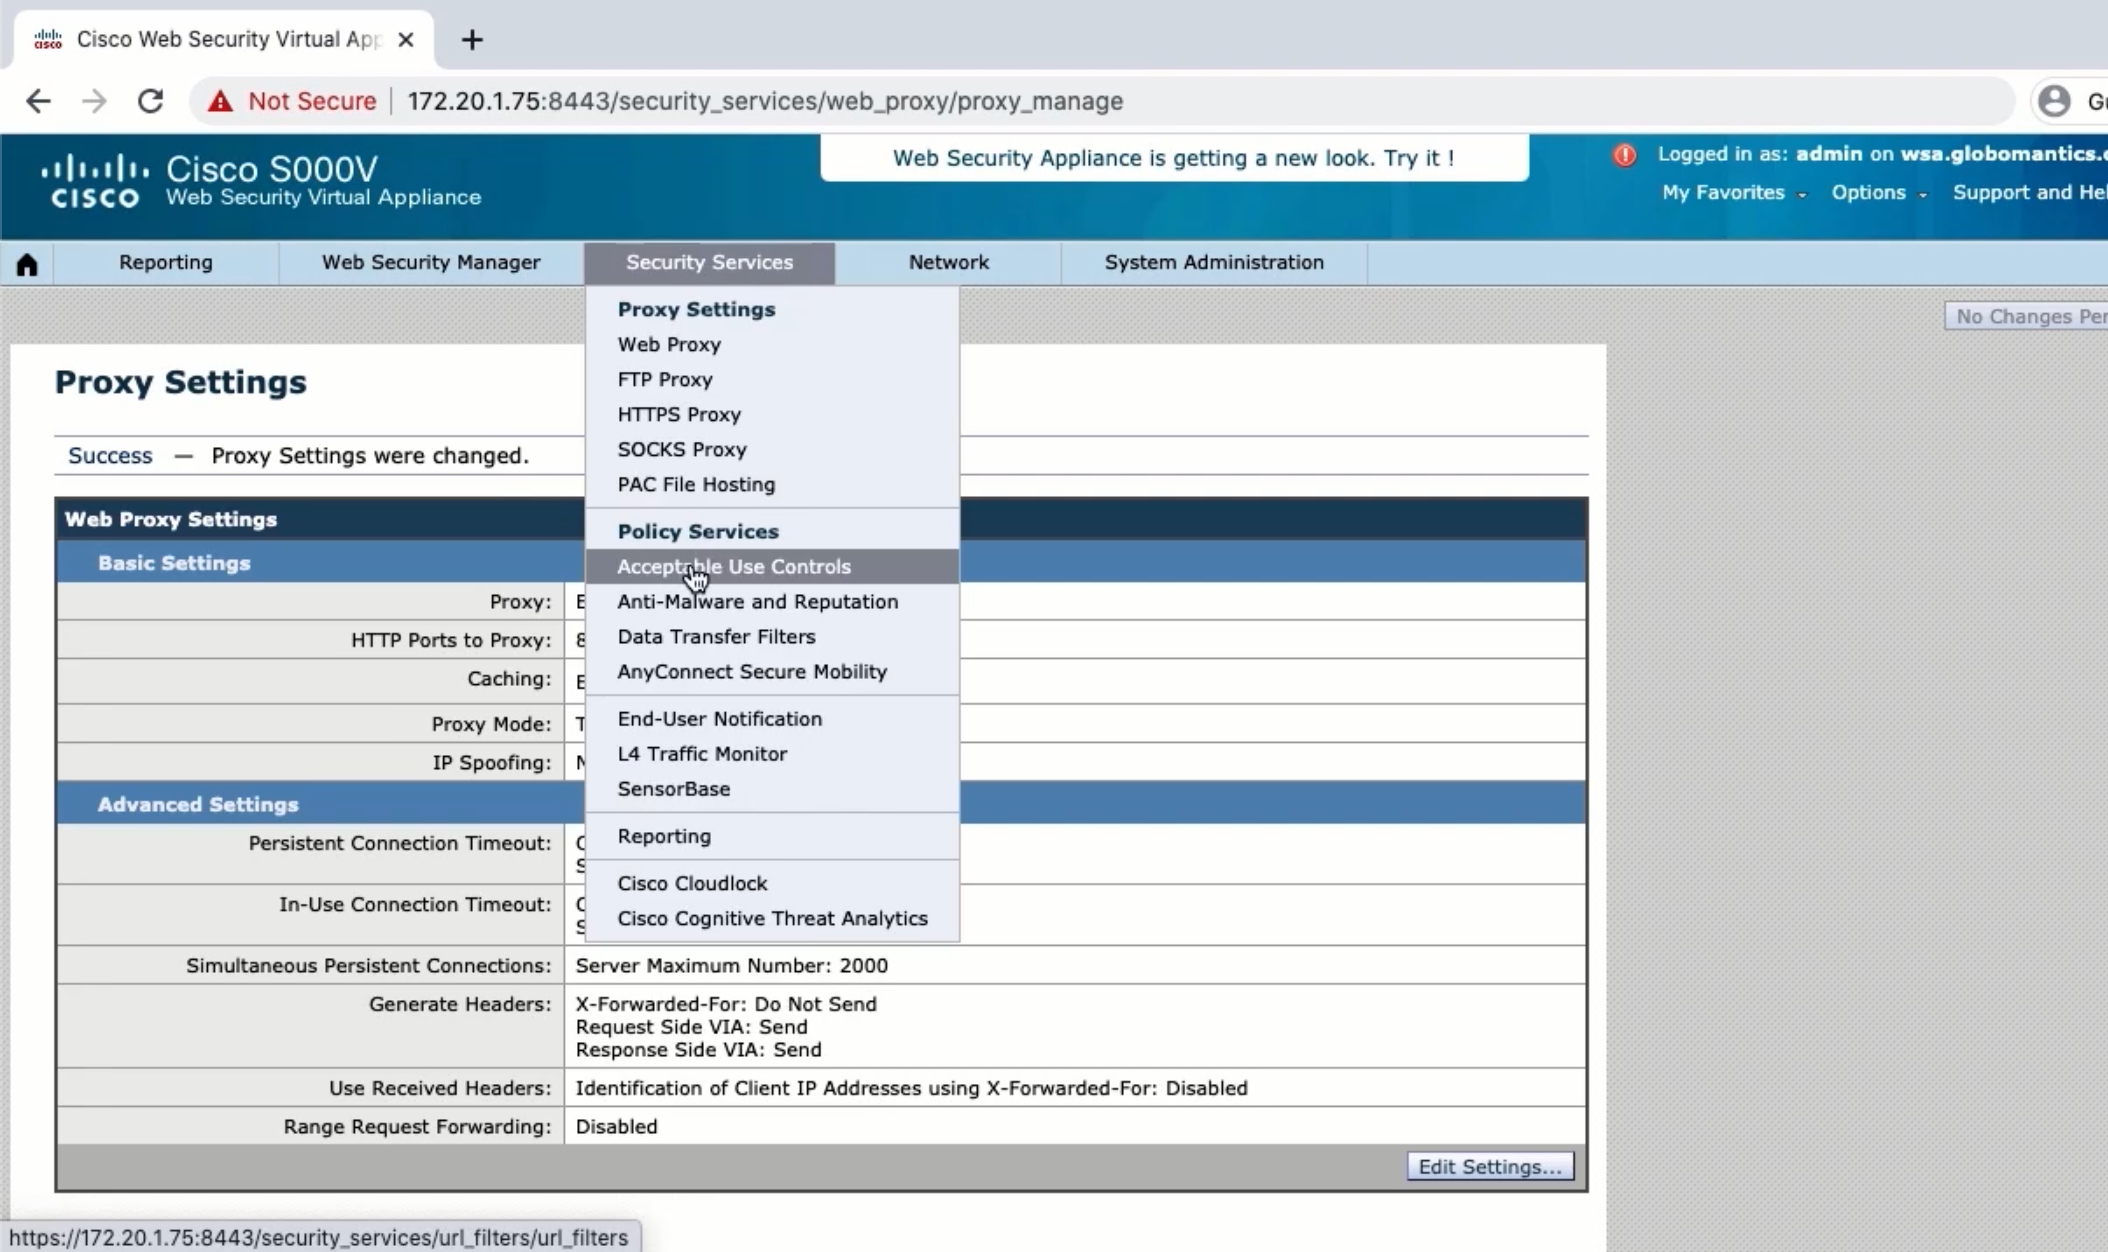 Cisco Web Security Virtual App
Not Secure 172.20.1.75:8443/security_services/web_proxy/proxy_manage
CISCO
Cisco S000V
Web Security Virtual Appliance
Web Security Appliance is getting a new look. Try it !
Logged in as: admin on wsa.globomantics.
My Favorites Options Support and
Reporting Web Security Manager Security Services Network System Administration
No Changes
Proxy Settings
Web Proxy
FTP Proxy
HTTPS Proxy
SOCKS Proxy
PAC File Hosting
Policy Services
Acceptable Use Controls
Anti-Malware and Reputation
Data Transfer Filters
AnyConnect Secure Mobility
End-User Notification
L4 Traffic Monitor
SensorBase
Reporting
Cisco Cloudlock
Cisco Cognitive Threat Analytics
Proxy Settings
Success — Proxy Settings were changed.
Web Proxy Settings
Basic Settings
Proxy:
HTTP Ports to Proxy:
Caching:
Proxy Mode:
IP Spoofing:
Advanced Settings
Persistent Connection Timeout:
In-Use Connection Timeout:
Simultaneous Persistent Connections: Server Maximum Number: 2000
Generate Headers: X-Forwarded-For: Do Not Send
Request Side VIA: Send
Response Side VIA: Send
Use Received Headers: Identification of Client IP Addresses using X-Forwarded-For: Disabled
Range Request Forwarding: Disabled
Edit Settings...
https://172.20.1.75:8443/security_services/url_filters/url_filters